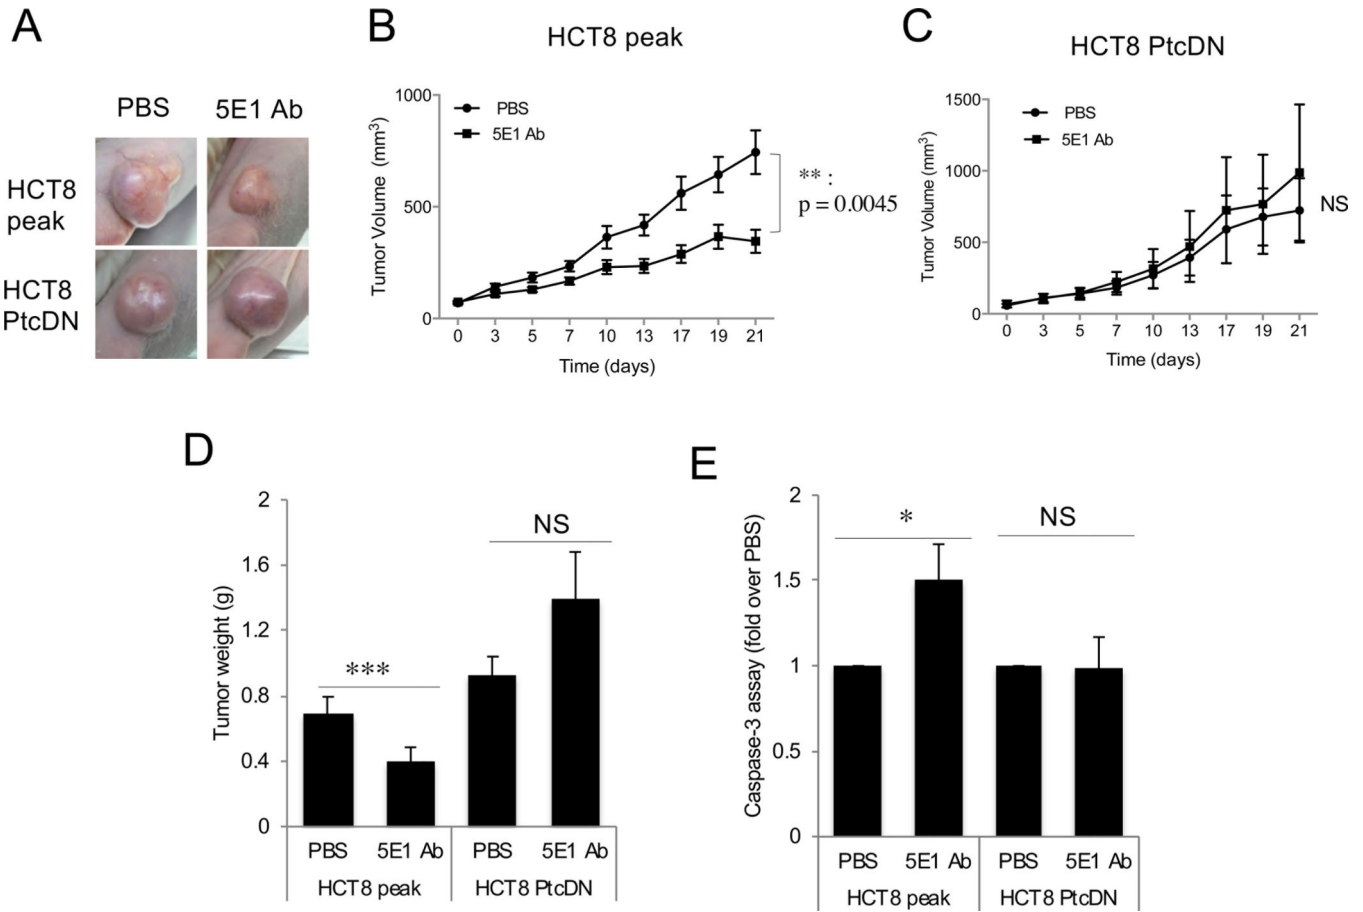 A
PBS 5E1 Ab
HCT8
peak
HCT8
PtcDN
B
HCT8 peak
PBS
5E1 Ab
Tumor Volume (mm³)
1000
500
0
** :
p = 0.0045
0 3 5 7 10 13 17 19 21
Time (days)
C
HCT8 PtcDN
PBS
5E1 Ab
Tumor Volume (mm³)
1500
1000
500
0
NS
0 3 5 7 10 13 17 19 21
Time (days)
D
Tumor weight (g)
2
1.6
1.2
0.8
0.4
0
***
NS
PBS 5E1 Ab PBS 5E1 Ab
HCT8 peak HCT8 PtcDN
E
Caspase-3 assay (fold over PBS)
2
1.5
1
0.5
0
*
NS
PBS 5E1 Ab PBS 5E1 Ab
HCT8 peak HCT8 PtcDN